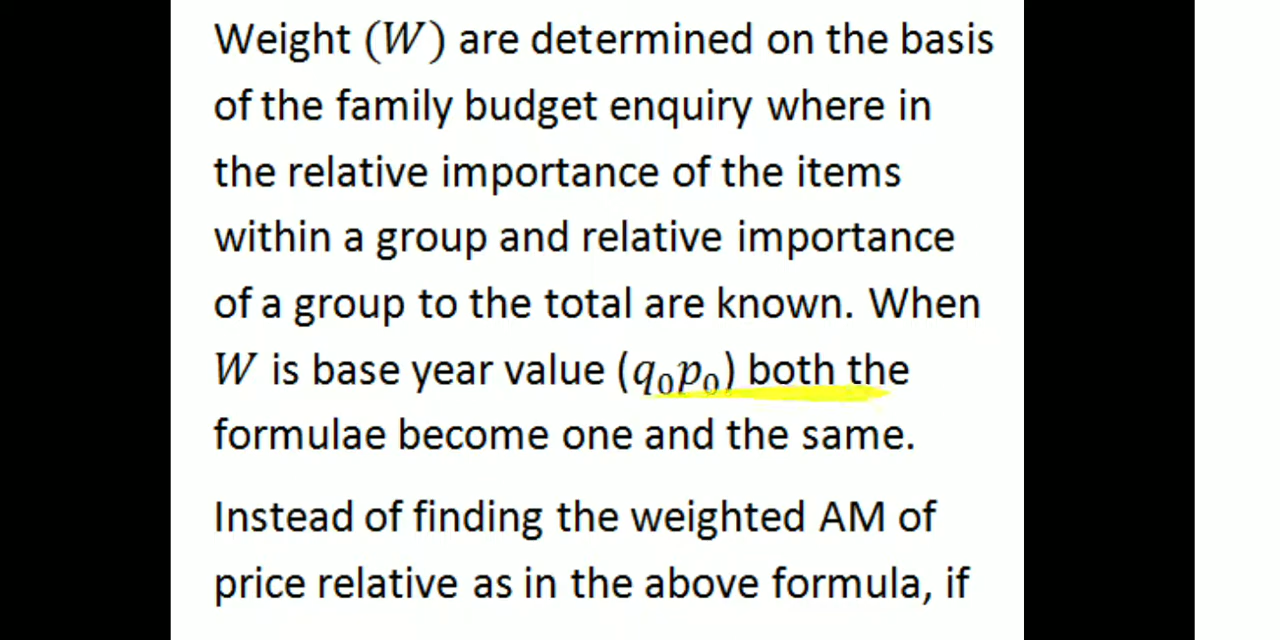 Weight (W) are determined on the basis
of the family budget enquiry where in
the relative importance of the items
within a group and relative importance
of a group to the total are known. When
W is base year value (q₀p₀) both the
formulae become one and the same.
Instead of finding the weighted AM of
price relative as in the above formula, if